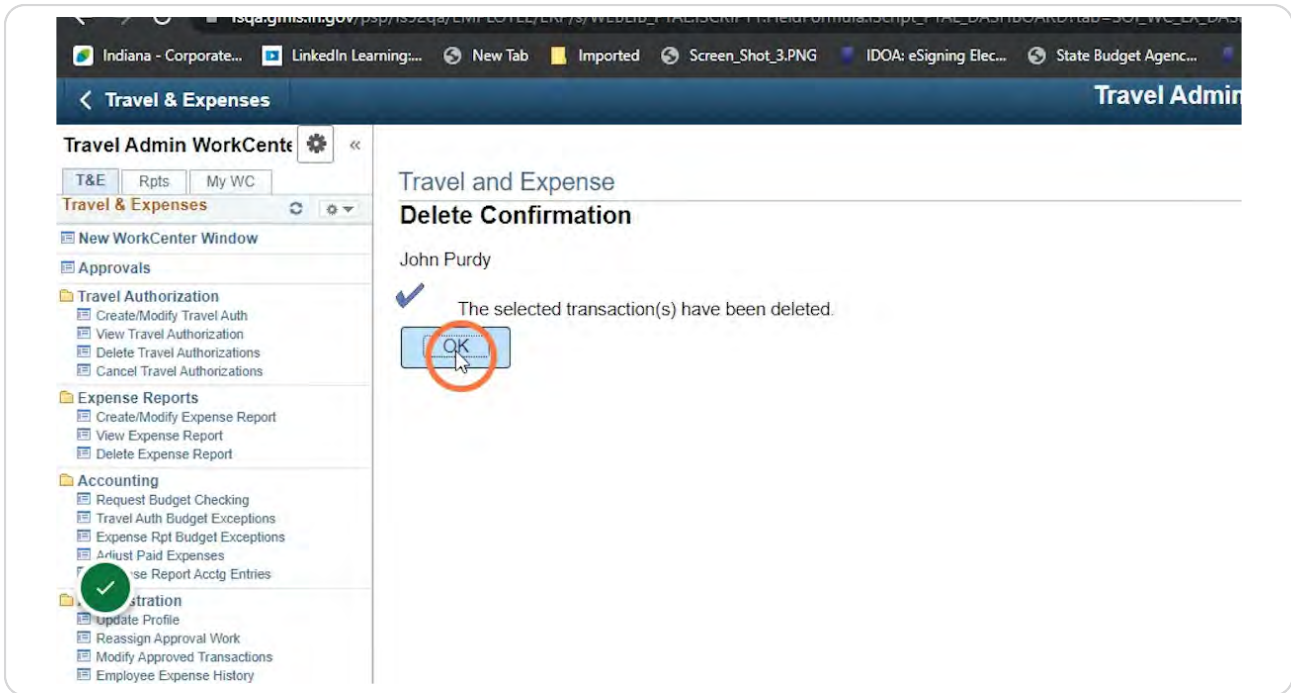 Indiana - Corporate... LinkedIn Learning:... New Tab Imported Screen_Shot_3.PNG IDOA: eSigning Elec... State Budget Agenc...
Travel & Expenses Travel Admin
Travel Admin WorkCente «
T&E Rpts My WC
Travel & Expenses
New WorkCenter Window
Approvals
Travel Authorization
Create/Modify Travel Auth
View Travel Authorization
Delete Travel Authorizations
Cancel Travel Authorizations
Expense Reports
Create/Modify Expense Report
View Expense Report
Delete Expense Report
Accounting
Request Budget Checking
Travel Auth Budget Exceptions
Expense Rpt Budget Exceptions
Adjust Paid Expenses
se Report Acctg Entries
stration
Update Profile
Reassign Approval Work
Modify Approved Transactions
Employee Expense History
Travel and Expense
Delete Confirmation
John Purdy
The selected transaction(s) have been deleted.
OK